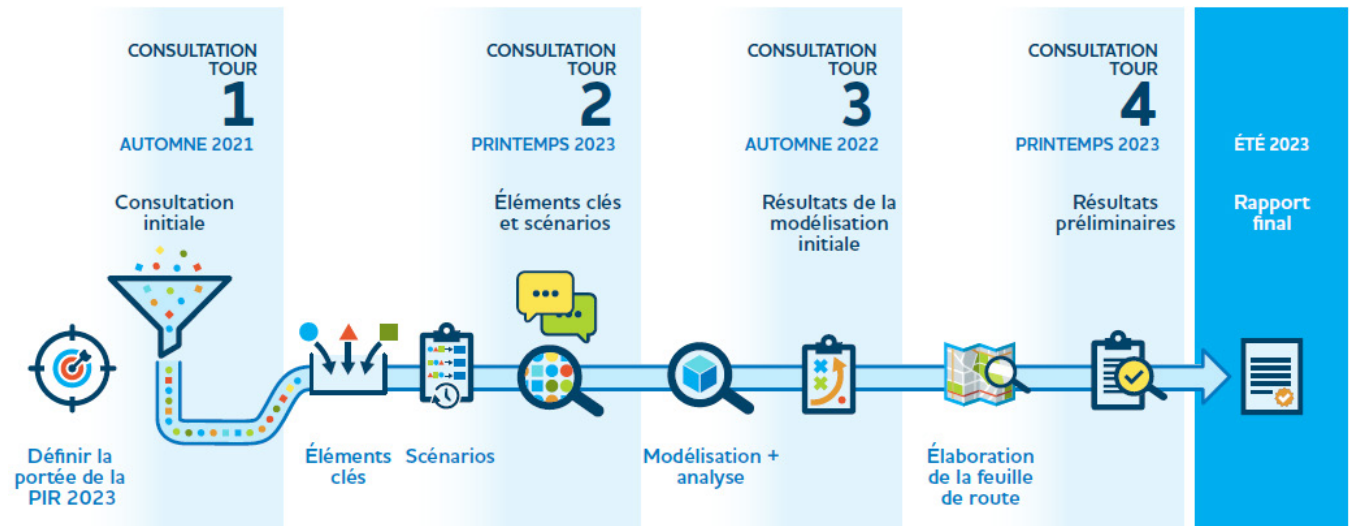 CONSULTATION
TOUR
1
AUTOMNE 2021
Consultation
initiale
CONSULTATION
TOUR
2
PRINTEMPS 2023
Éléments clés
et scénarios
CONSULTATION
TOUR
3
AUTOMNE 2022
Résultats de la
modélisation
initiale
CONSULTATION
TOUR
4
PRINTEMPS 2023
Résultats
préliminaires
ÉTÉ 2023
Rapport
final
Définir la
portée de la
PIR 2023
Éléments
clés
Scénarios
Modélisation +
analyse
Élaboration
de la feuille
de route